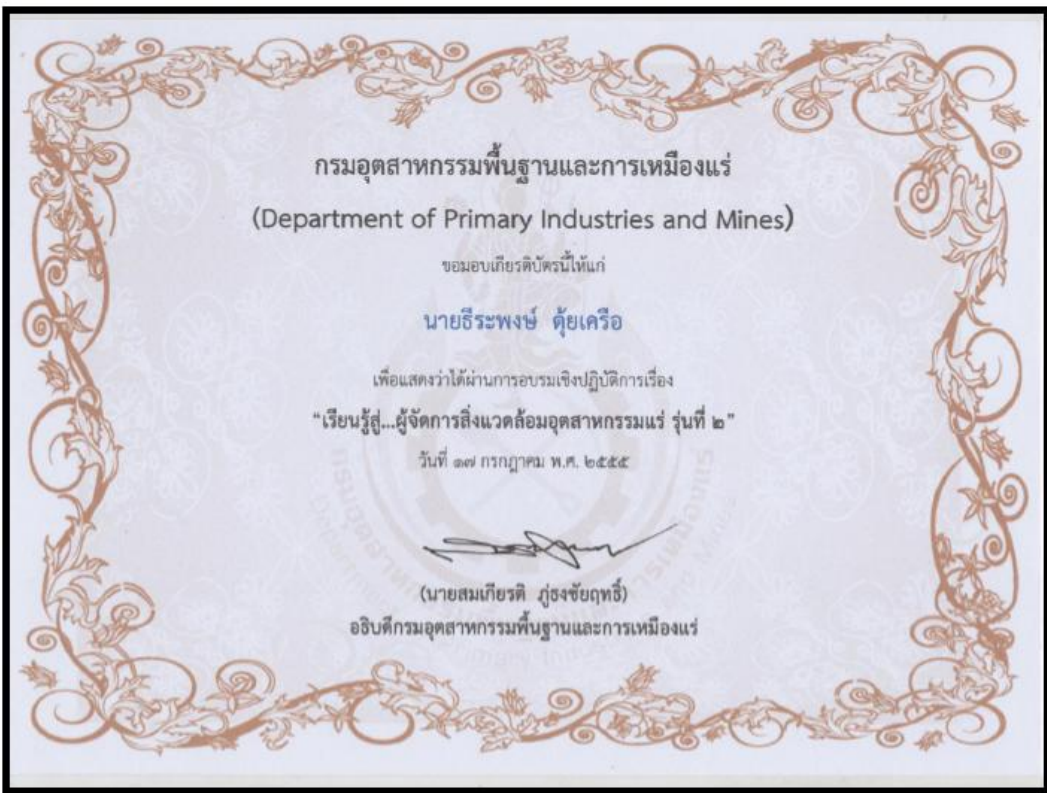 กรมอุตสาหกรรมพื้นฐานและการเหมืองแร่
(Department of Primary Industries and Mines)
ขอมอบเกียรติบัตรนี้ให้แก่
นายธีระพงษ์ ตุ้ยเครือ
เพื่อแสดงว่าได้ผ่านการอบรมเชิงปฏิบัติการเรื่อง
“เรียนรู้สู่...ผู้จัดการสิ่งแวดล้อมอุตสาหกรรมแร่ รุ่นที่ ๒”
วันที่ ๑๗ กรกฎาคม พ.ศ. ๒๕๕๕
(นายสมเกียรติ ภู่ธงชัยฤทธิ์)
อธิบดีกรมอุตสาหกรรมพื้นฐานและการเหมืองแร่